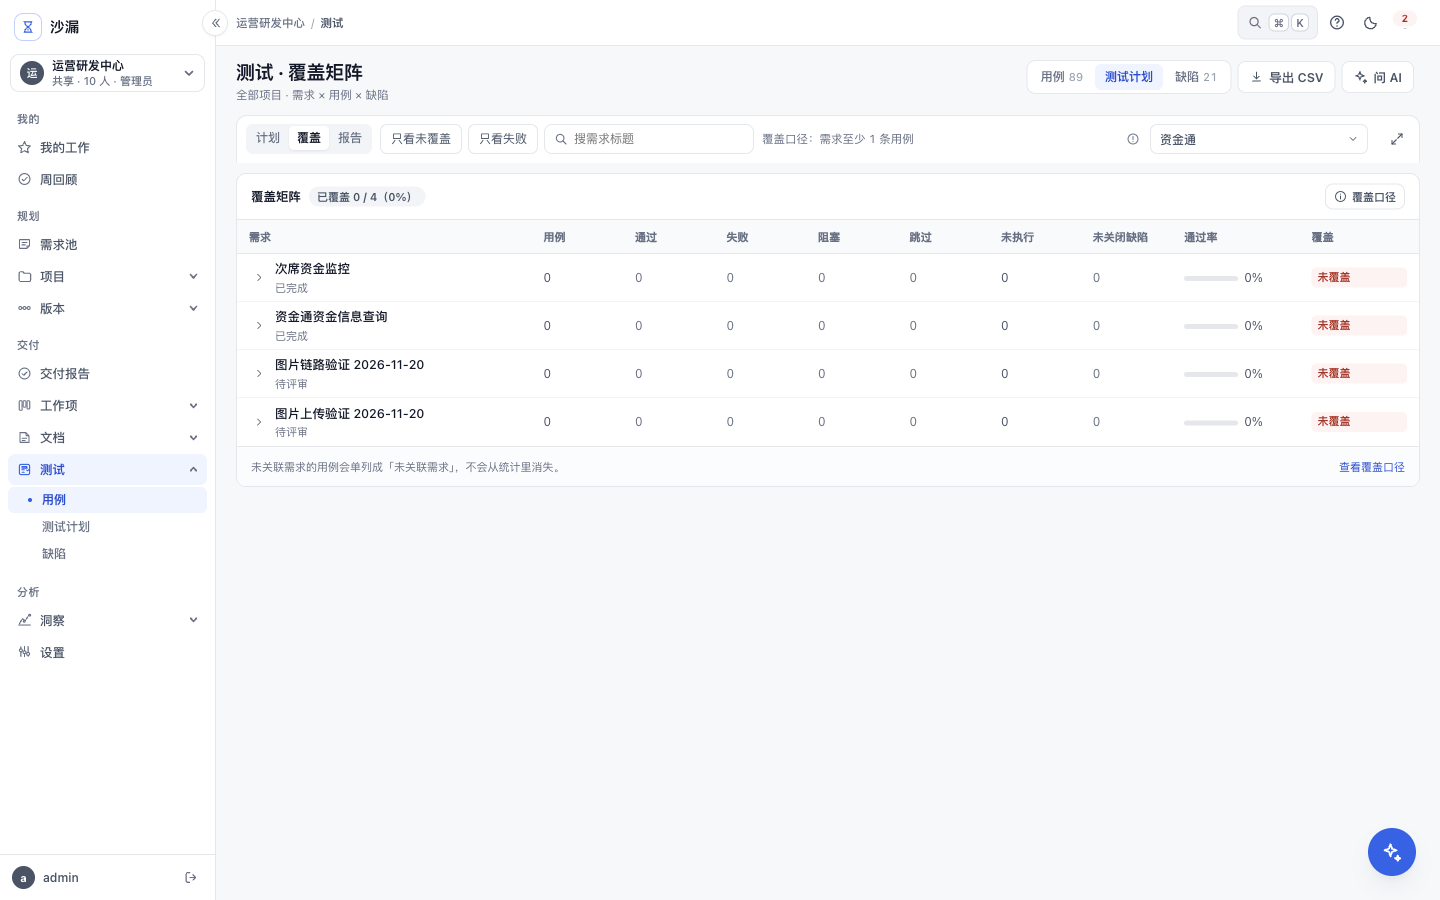 沙漏
运
运营研发中心
共享 · 10 人 · 管理员
我的
我的工作
周回顾
规划
需求池
项目
版本
交付
交付报告
工作项
文档
测试
用例
测试计划
缺陷
分析
洞察
设置
a admin
运营研发中心 / 测试
⌘ K
2
测试 · 覆盖矩阵
全部项目 · 需求 × 用例 × 缺陷
用例 89 测试计划 缺陷 21
导出 CSV
问 AI
计划 覆盖 报告
只看未覆盖
只看失败
搜需求标题
覆盖口径：需求至少 1 条用例
资金通
覆盖矩阵 已覆盖 0 / 4（0%）
覆盖口径
需求 用例 通过 失败 阻塞 跳过 未执行 未关闭缺陷 通过率 覆盖
次席资金监控 0 0 0 0 0 0 0 0% 未覆盖
已完成
资金通资金信息查询 0 0 0 0 0 0 0 0% 未覆盖
已完成
图片链路验证 2026-11-20 0 0 0 0 0 0 0 0% 未覆盖
待评审
图片上传验证 2026-11-20 0 0 0 0 0 0 0 0% 未覆盖
待评审
未关联需求的用例会单列成「未关联需求」，不会从统计里消失。
查看覆盖口径